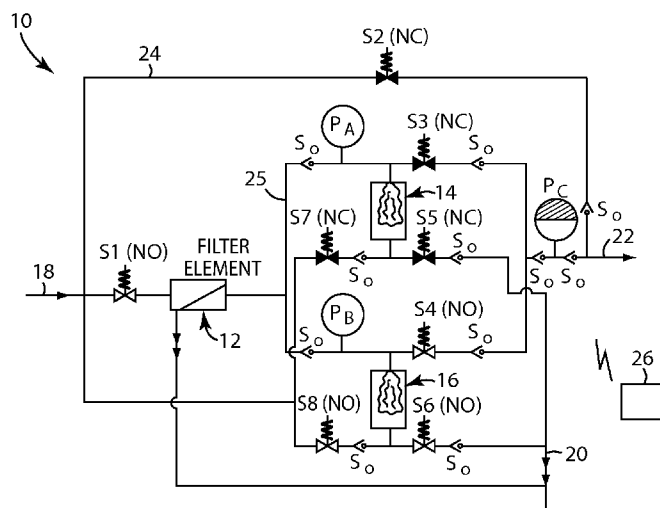 10
24
S2 (NC)
P A
S3 (NC)
S o
S o
25
14
P C
S o
S7 (NC)
S5 (NC)
S1 (NO)
FILTER
ELEMENT
18
S o
S o
S o
S o
22
12
P B
S4 (NO)
S o
S o
26
16
S8 (NO)
S6 (NO)
S o
S o
20